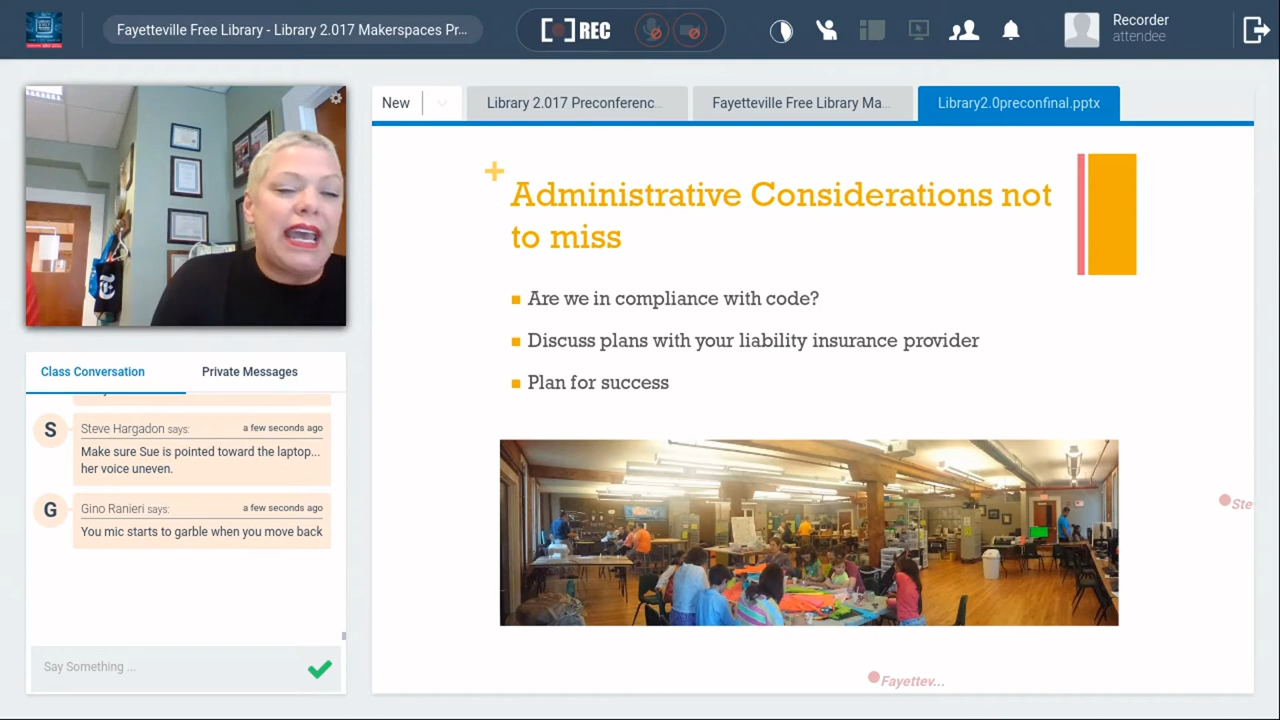 Fayetteville Free Library - Library 2.017 Makerspaces Pr...
REC
Recorder
attendee
New
Library 2.017 Preconferenc...
Fayetteville Free Library Ma...
Library2.0preconfinal.pptx
+
Administrative Considerations not
to miss
Are we in compliance with code?
Discuss plans with your liability insurance provider
Plan for success
Class Conversation
Private Messages
S
Steve Hargadon says:
a few seconds ago
Make sure Sue is pointed toward the laptop...
her voice uneven.
G
Gino Ranieri says:
a few seconds ago
You mic starts to garble when you move back
Say Something ...
Ste
Fayettev...